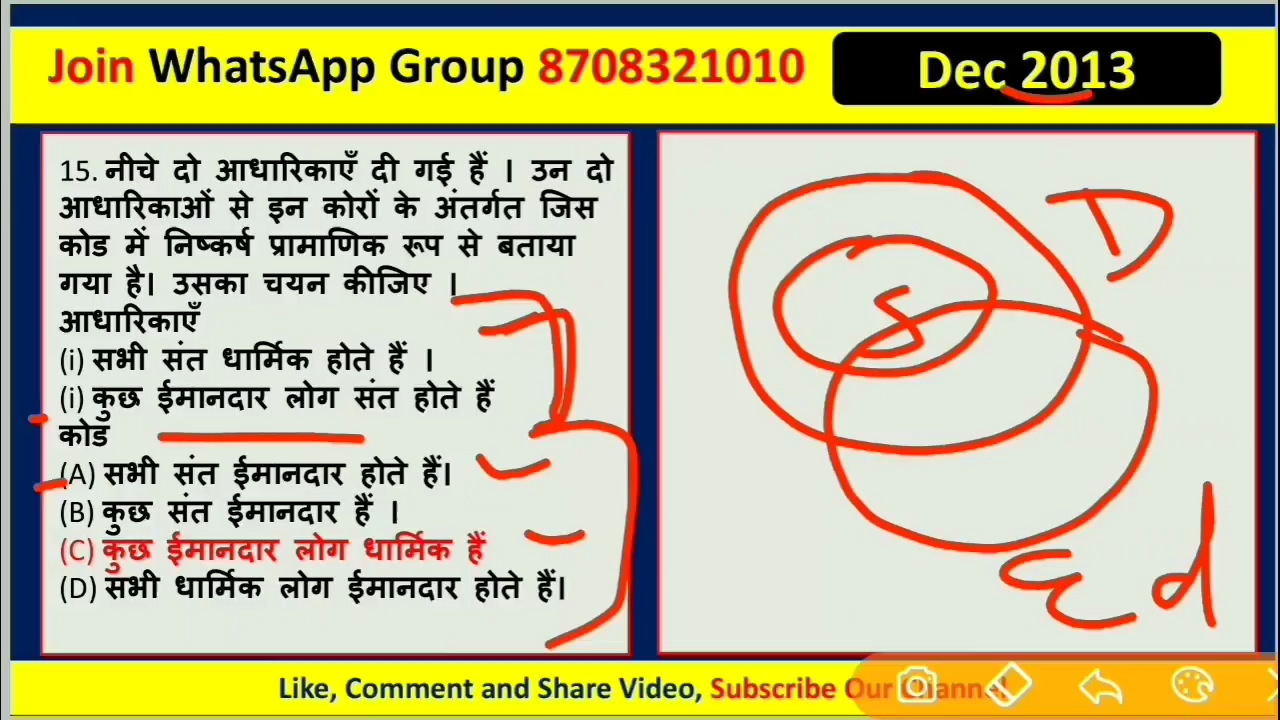 Join WhatsApp Group 8708321010
Dec 2013
15. नीचे दो आधारिकाएँ दी गई हैं । उन दो
आधारिकाओं से इन कोरों के अंतर्गत जिस
कोड में निष्कर्ष प्रामाणिक रूप से बताया
गया है। उसका चयन कीजिए ।
आधारिकाएँ
(i) सभी संत धार्मिक होते हैं ।
(i) कुछ ईमानदार लोग संत होते हैं
कोड
(A) सभी संत ईमानदार होते हैं।
(B) कुछ संत ईमानदार हैं ।
(C) कुछ ईमानदार लोग धार्मिक हैं
(D) सभी धार्मिक लोग ईमानदार होते हैं।
D
S
Like, Comment and Share Video, Subscribe Our Channel